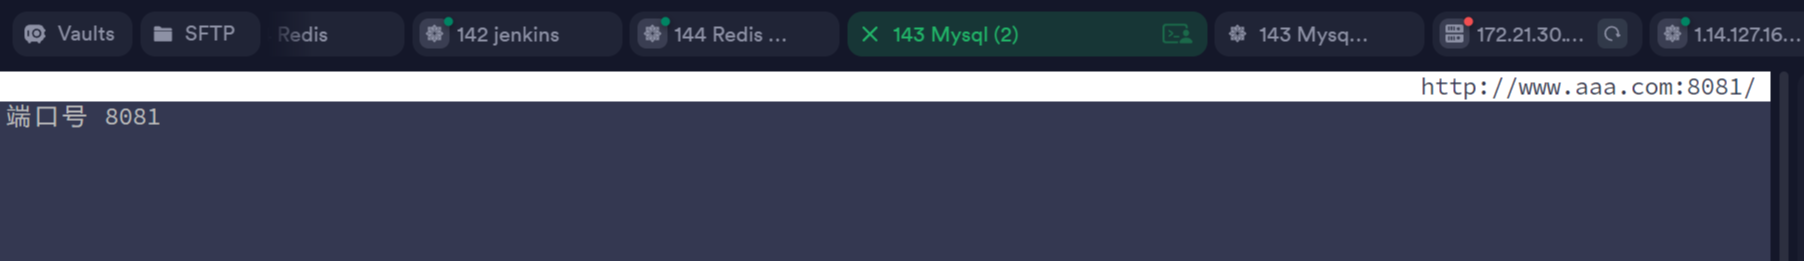 Vaults SFTP Redis 142 jenkins 144 Redis ... 143 Mysql (2) 143 Mysq... 172.21.30.... 1.14.127.16...
http://www.aaa.com:8081/
端口号 8081